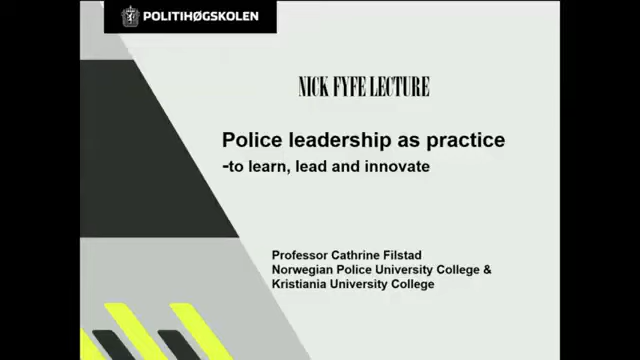 POLITIHØGSKOLEN
NICK FYFE LECTURE
Police leadership as practice
-to learn, lead and innovate
Professor Cathrine Filstad
Norwegian Police University College &
Kristiania University College